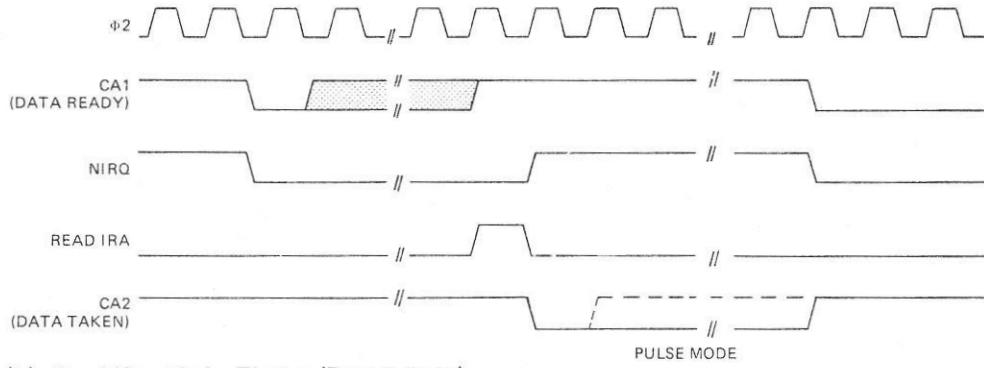 Φ2
CA1
(DATA READY)
NIRQ
READ IRA
CA2
(DATA TAKEN)
PULSE MODE